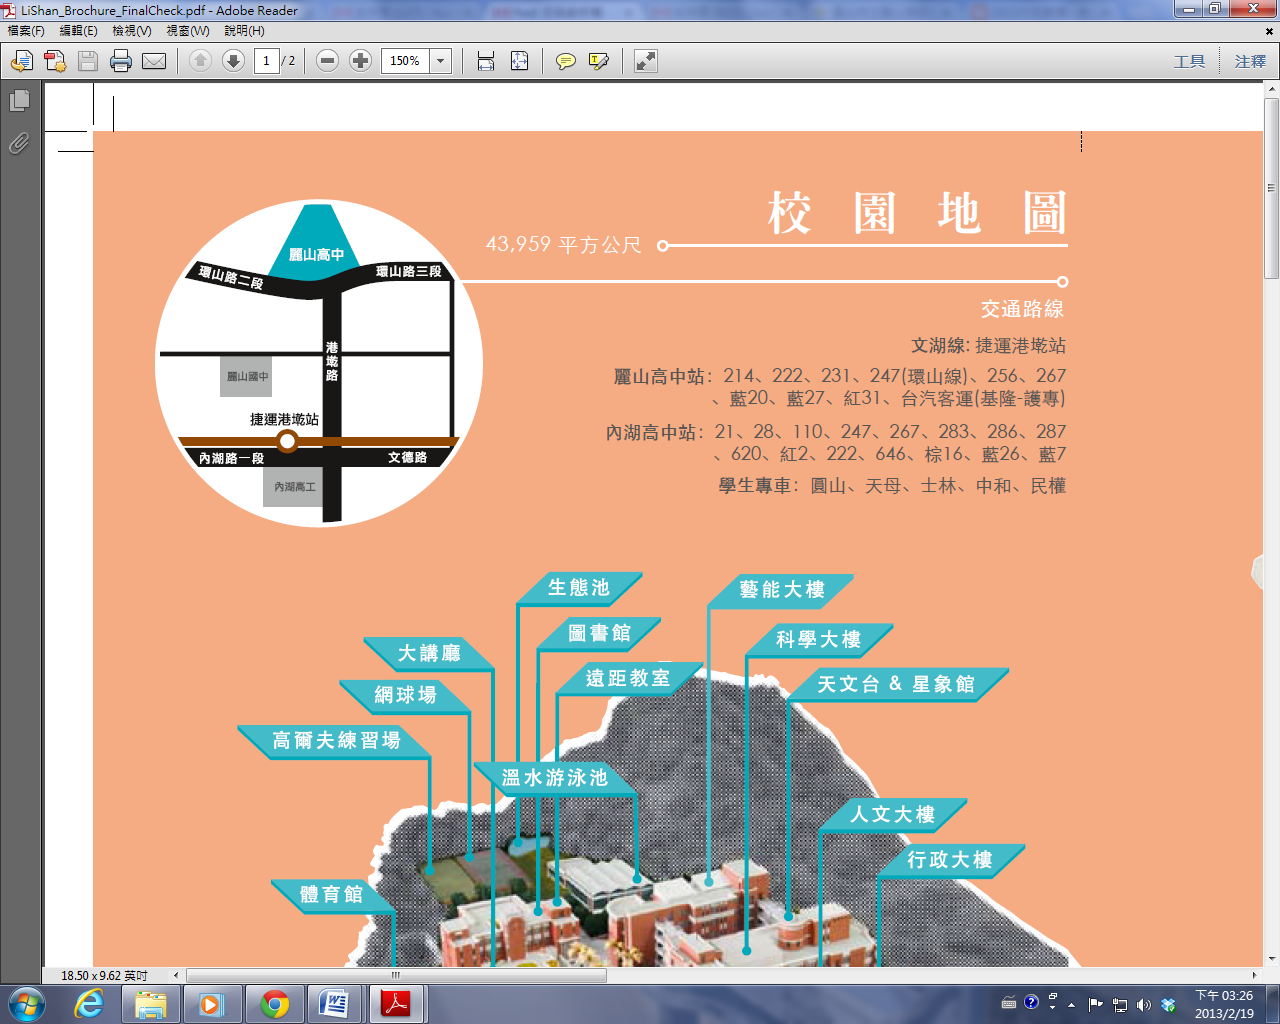 LiShan_Brochure_FinalCheck.pdf - Adobe Reader
檔案(F) 編輯(E) 檢視(V) 視窗(W) 說明(H)
1 / 2 150% 工具 注釋
校園地圖
43,959 平方公尺
交通路線
文湖線: 捷運港墘站
麗山高中站：214、222、231、247(環山線)、256、267
、藍20、藍27、紅31、台汽客運(基隆-護專)
內湖高中站：21、28、110、247、267、283、286、287
、620、紅2、222、646、棕16、藍26、藍7
學生專車：圓山、天母、士林、中和、民權
麗山高中
環山路二段
環山路三段
港墘路
麗山國中
捷運港墘站
內湖路一段
文德路
內湖高工
生態池
藝能大樓
圖書館
科學大樓
大講廳
遠距教室
天文台 & 星象館
網球場
高爾夫練習場
溫水游泳池
人文大樓
行政大樓
體育館
18.50 x 9.62 英吋
下午 03:26
2013/2/19